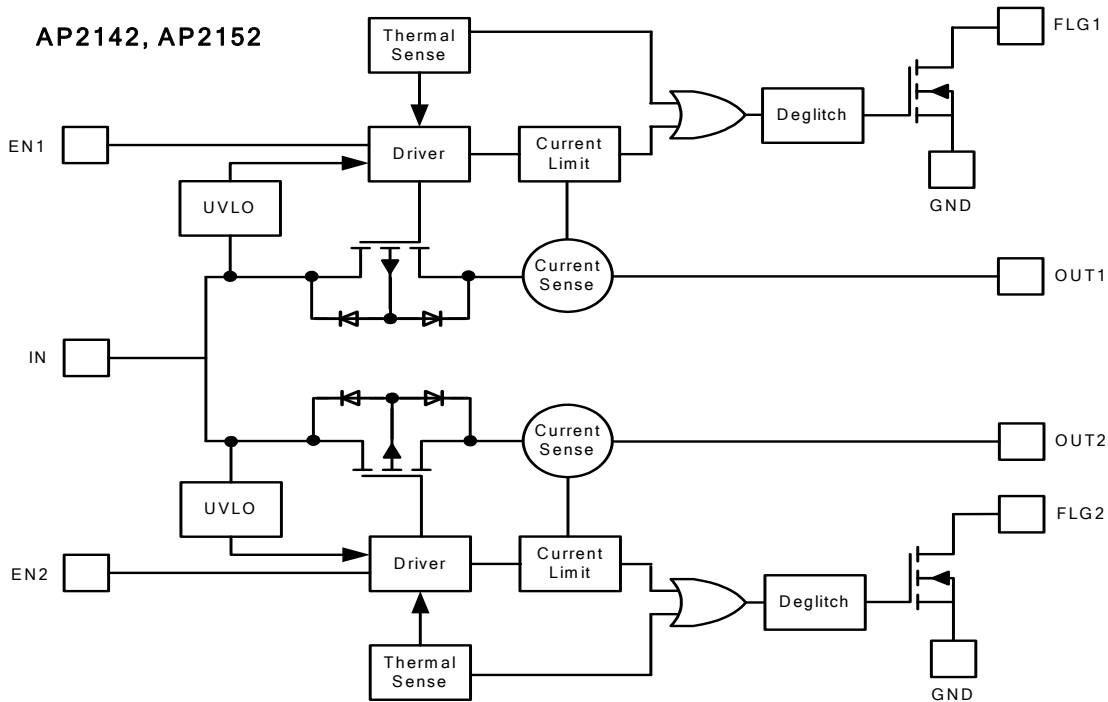 AP2142, AP2152
Thermal
Sense
FLG1
EN1
Driver
Current
Limit
Deglitch
UVLO
GND
Current
Sense
OUT1
IN
Current
Sense
OUT2
UVLO
FLG2
EN2
Driver
Current
Limit
Deglitch
Thermal
Sense
GND